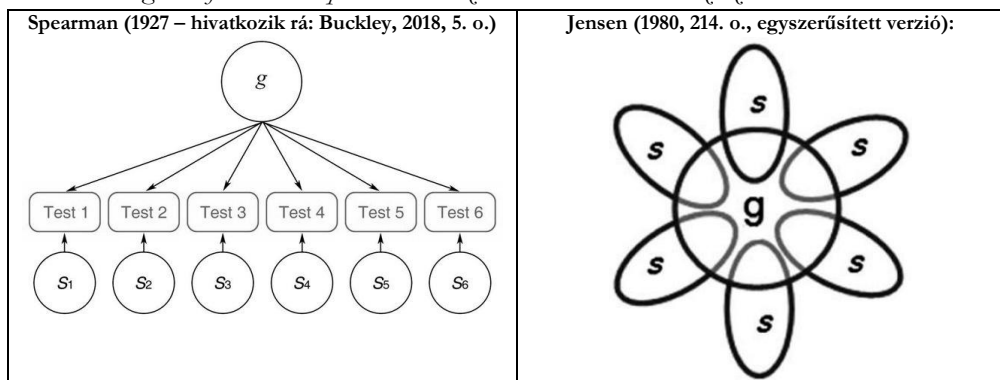 Spearman (1927 – hivatkozik rá: Buckley, 2018, 5. o.)
g
Test 1 Test 2 Test 3 Test 4 Test 5 Test 6
S1 S2 S3 S4 S5 S6
Jensen (1980, 214. o., egyszerűsített verzió):
s
s s
g
s s
s